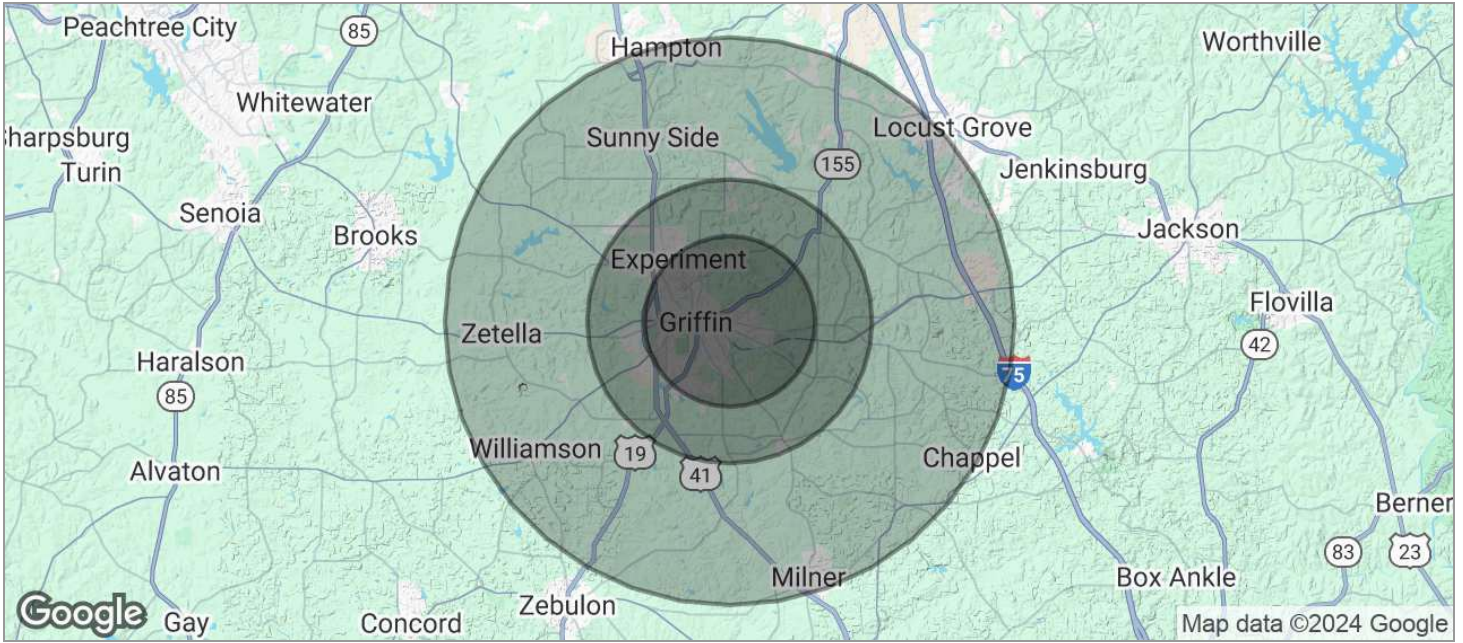 Peachtree City
85
Hampton
Worthville
Whitewater
Sharpsburg
Sunny Side
Locust Grove
155
Turin
Jenkinsburg
Senoia
Brooks
Jackson
Experiment
Flovilla
Griffin
Zetella
42
Haralson
75
85
Williamson
19
Chappel
Alvaton
41
Berner
83
23
Milner
Box Ankle
Zebulon
Google
Gay
Concord
Map data ©2024 Google